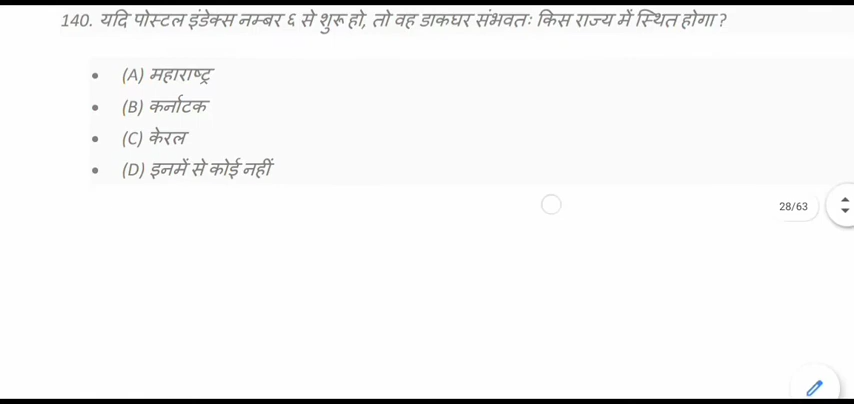 140. यदि पोस्टल इंडेक्स नम्बर ६ से शुरू हो, तो वह डाकघर संभवतः किस राज्य में स्थित होगा ?
• (A) महाराष्ट्र
• (B) कर्नाटक
• (C) केरल
• (D) इनमें से कोई नहीं
28/63